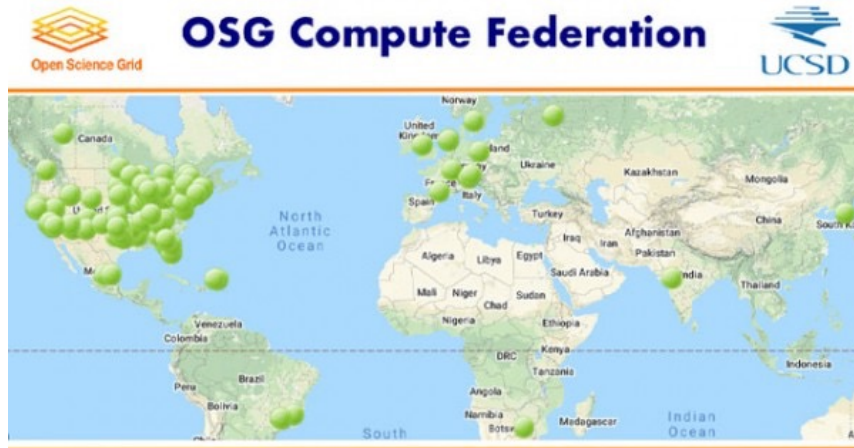 OSG Compute Federation
Open Science Grid
UCSD
Norway
Canada
United
Kazakhstan
Mongolia
Ukraine
Italy
Spain
Turkey
China
North
Atlantic
Ocean
Iraq
Iran
Afghanistan
Pakistan
Algeria
Libya
Egypt
Saudi Arabia
Thailand
Mali
Niger
Chad
Sudan
Nigeria
Ethiopia
Venezuela
Colombia
DRC
Kenya
Tanzania
Indonesia
Peru
Brazil
Bolivia
Angola
Namibia
Madagascar
Indian
Ocean
South